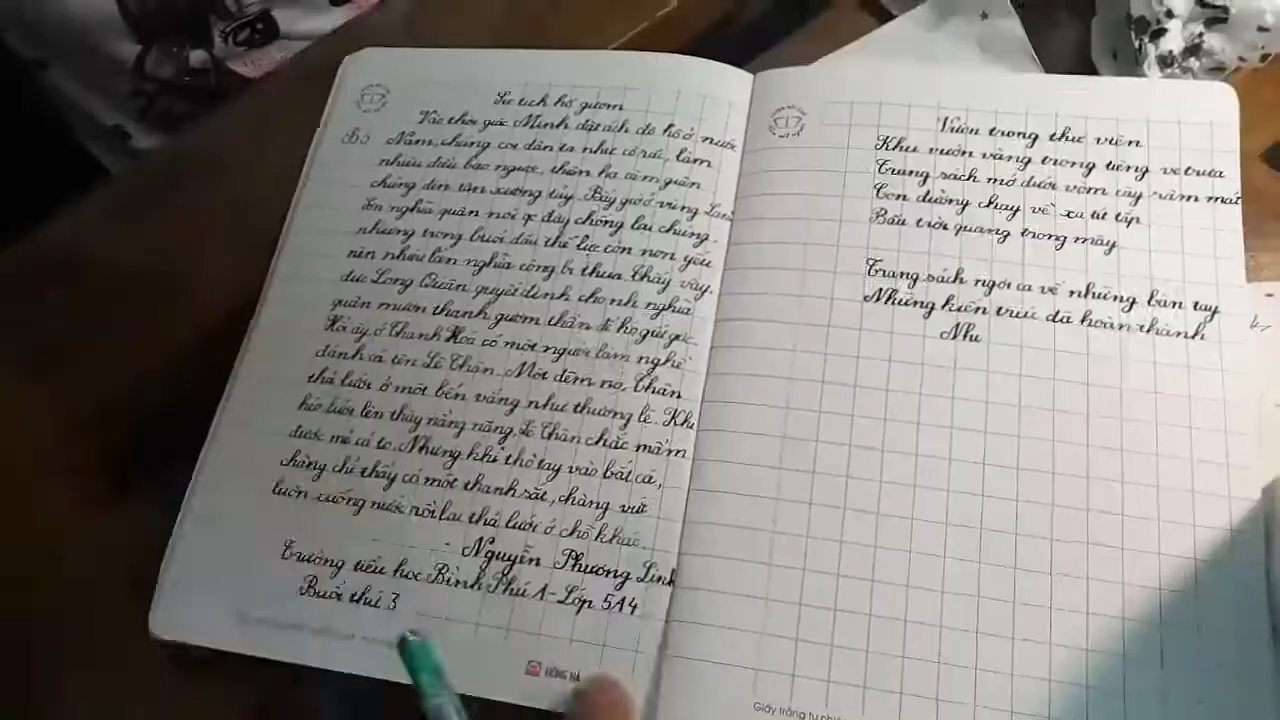 Sự tích hồ gươm
Vào thời giặc Minh đặt ách đô hộ ở nước
Nam, chúng coi dân ta như cỏ rác, làm
nhiều điều bạo ngược, thiên hạ căm giận
chúng đến tận xương tủy. Bấy giờ ở vùng Lam
Sơn nghĩa quân nổi dậy chống lại chúng.
nhưng trong buổi đầu thế lực còn non yếu
nên nhiều lần nghĩa công bị thua. Thấy vậy,
đức Long Quân quyết định cho nghĩa
quân mượn thanh gươm thần để họ giết giặc.
Hồi ấy ở Thanh Hoá có một người làm nghề
đánh cá tên Lê Thận. Một đêm nọ, Thận
thả lưới ở một bến vắng như thường lệ. Khi
kéo lưới lên thấy nằng nặng, Lê Thận chắc mẩm
được mẻ cá to. Nhưng khi thò tay vào bắt cá,
chàng chỉ thấy có một thanh sắt, chàng vứt
luôn xuống nước rồi lại thả lưới ở chỗ khác.
- Nguyễn Phương Linh
Trường tiểu học Bình Phú A - Lớp 5A4
Buổi thứ 3
HỒNG HÀ
Vườn trong thư viện
Khu vườn vàng trong tiếng ve trưa
Trang sách mở dưới vòm cây râm mát
Con đường chạy về xa tít tắp
Bầu trời quang trong mây
Trang sách ngợi ca về những bàn tay
Những kiến trúc đã hoàn thành
Như
Giấy trắng tự nhiê